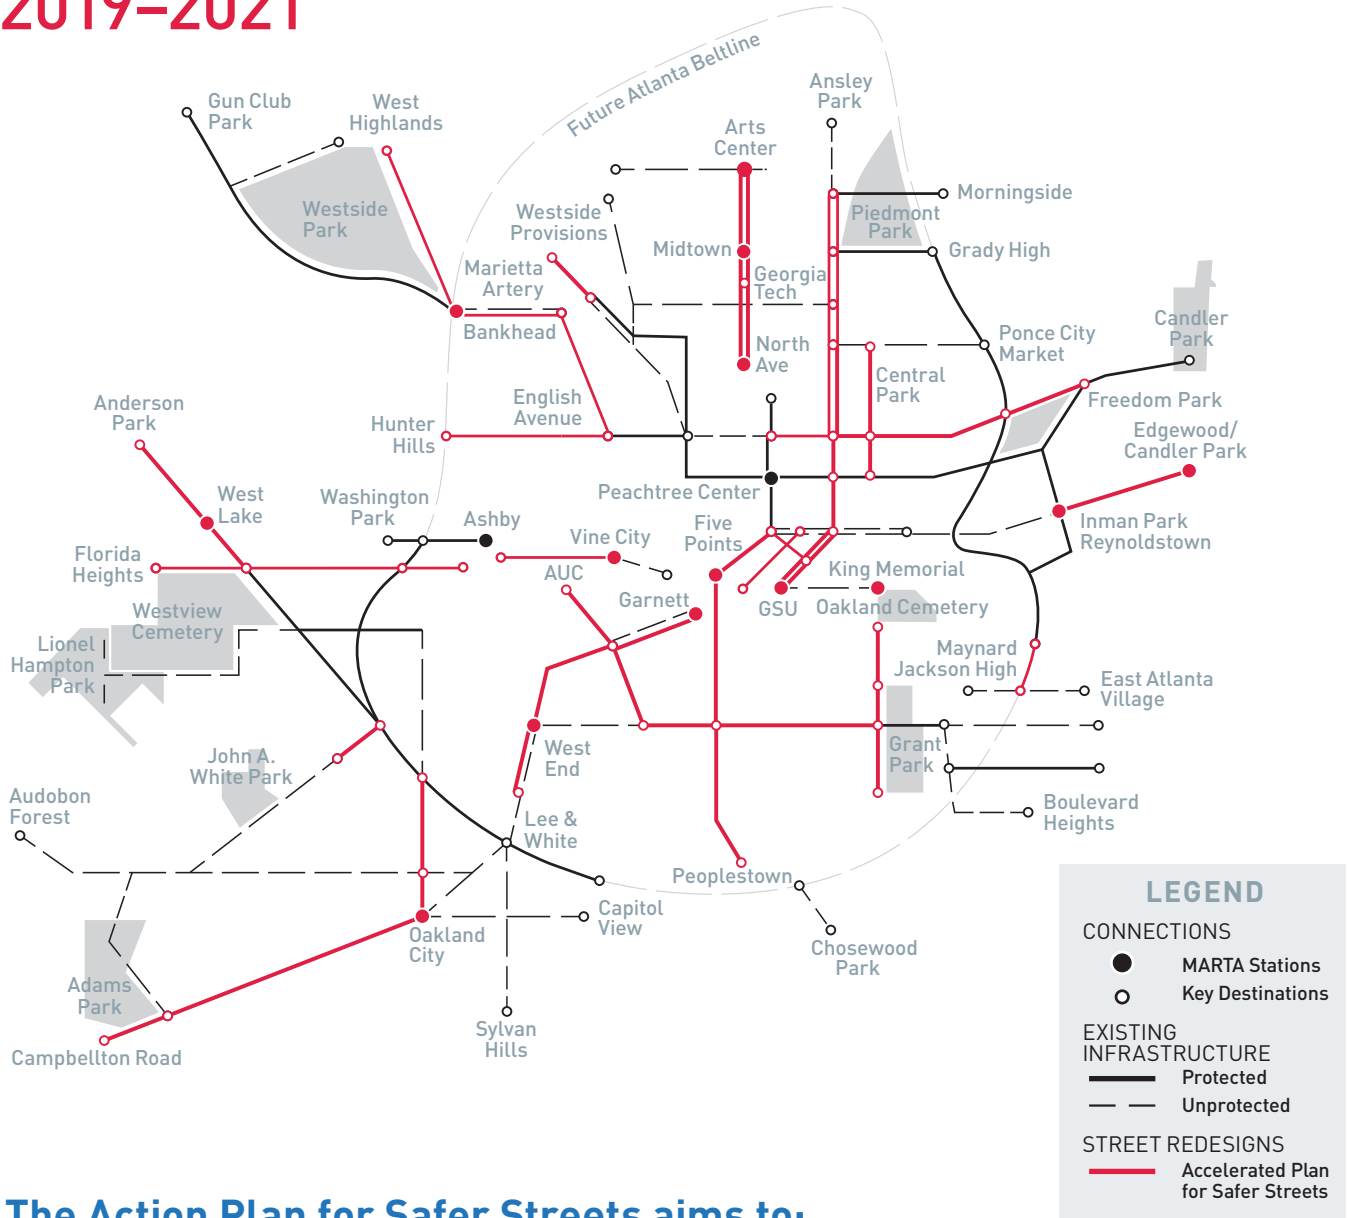 2019–2021
Future Atlanta Beltline
Ansley
Park
Gun Club
Park
West
Highlands
Arts
Center
Morningside
Westside
Park
Westside
Provisions
Piedmont
Park
Midtown
Grady High
Marietta
Artery
Georgia
Tech
Bankhead
Candler
Park
North
Ave
Ponce City
Market
Central
Park
Anderson
Park
English
Avenue
Freedom Park
Hunter
Hills
Edgewood/
Candler Park
West
Lake
Washington
Park
Peachtree Center
Ashby
Five
Points
Inman Park
Reynoldstown
Vine City
Florida
Heights
AUC
King Memorial
Garnett
GSU
Oakland Cemetery
Westview
Cemetery
Lionel
Hampton
Park
Maynard
Jackson High
East Atlanta
Village
John A.
White Park
West
End
Grant
Park
Audobon
Forest
Lee &
White
Boulevard
Heights
Peoplestown
Capitol
View
Oakland
City
Chosewood
Park
Adams
Park
Sylvan
Hills
Campbellton Road
LEGEND
CONNECTIONS
MARTA Stations
Key Destinations
EXISTING
INFRASTRUCTURE
Protected
Unprotected
STREET REDESIGNS
Accelerated Plan
for Safer Streets
The Action Plan for Safer Streets aims to: